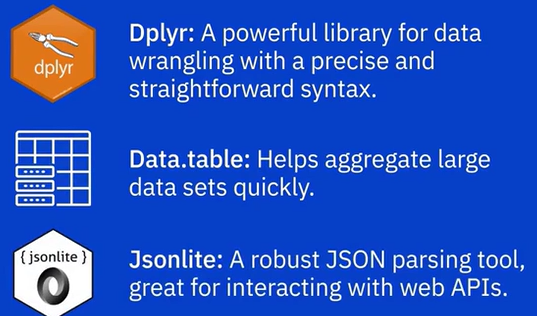 dplyr
Dplyr: A powerful library for data
wrangling with a precise and
straightforward syntax.
Data.table: Helps aggregate large
data sets quickly.
{ jsonlite }
Jsonlite: A robust JSON parsing tool,
great for interacting with web APIs.